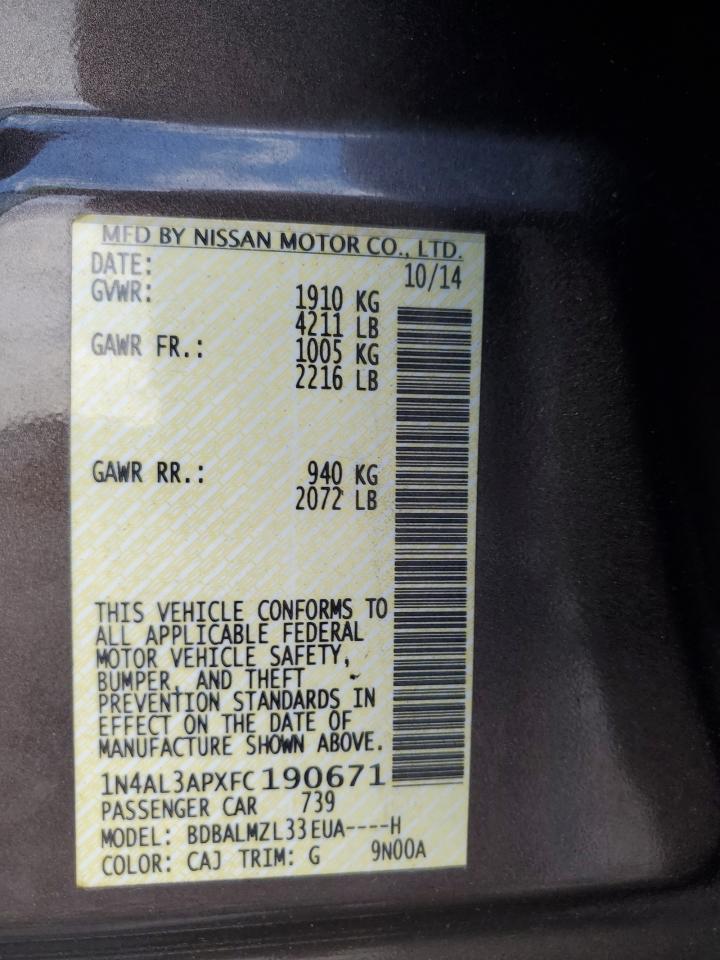 MFD BY NISSAN MOTOR CO., LTD.
DATE: 10/14
GVWR: 1910 KG
4211 LB
GAWR FR.: 1005 KG
2216 LB
GAWR RR.: 940 KG
2072 LB
THIS VEHICLE CONFORMS TO
ALL APPLICABLE FEDERAL
MOTOR VEHICLE SAFETY,
BUMPER, AND THEFT
PREVENTION STANDARDS IN
EFFECT ON THE DATE OF
MANUFACTURE SHOWN ABOVE.
1N4AL3APXFC190671
PASSENGER CAR 739
MODEL: BDBALMZL33EUA----H
COLOR: CAJ TRIM: G 9N00A